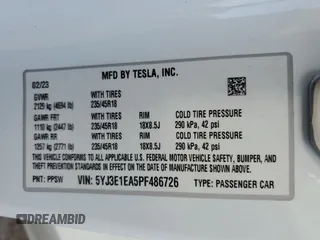 MFD BY TESLA, INC.
02/23
GVWR WITH TIRES
2129 kg (4694 lb) 235/45R18
GAWR FRT WITH TIRES RIM COLD TIRE PRESSURE
1110 kg (2447 lb) 235/45R18 18X8.5J 290 kPa, 42 psi
GAWR RR WITH TIRES RIM COLD TIRE PRESSURE
1257 kg (2771 lb) 235/45R18 18X8.5J 290 kPa, 42 psi
THIS VEHICLE CONFORMS TO ALL APPLICABLE U.S. FEDERAL MOTOR VEHICLE SAFETY, BUMPER,
AND THEFT PREVENTION STANDARDS IN EFFECT ON THE DATE OF MANUFACTURE SHOWN ABOVE.
PNT: PPSW VIN: 5YJ3E1EA5PF486726 TYPE: PASSENGER CAR
CARBIDMD